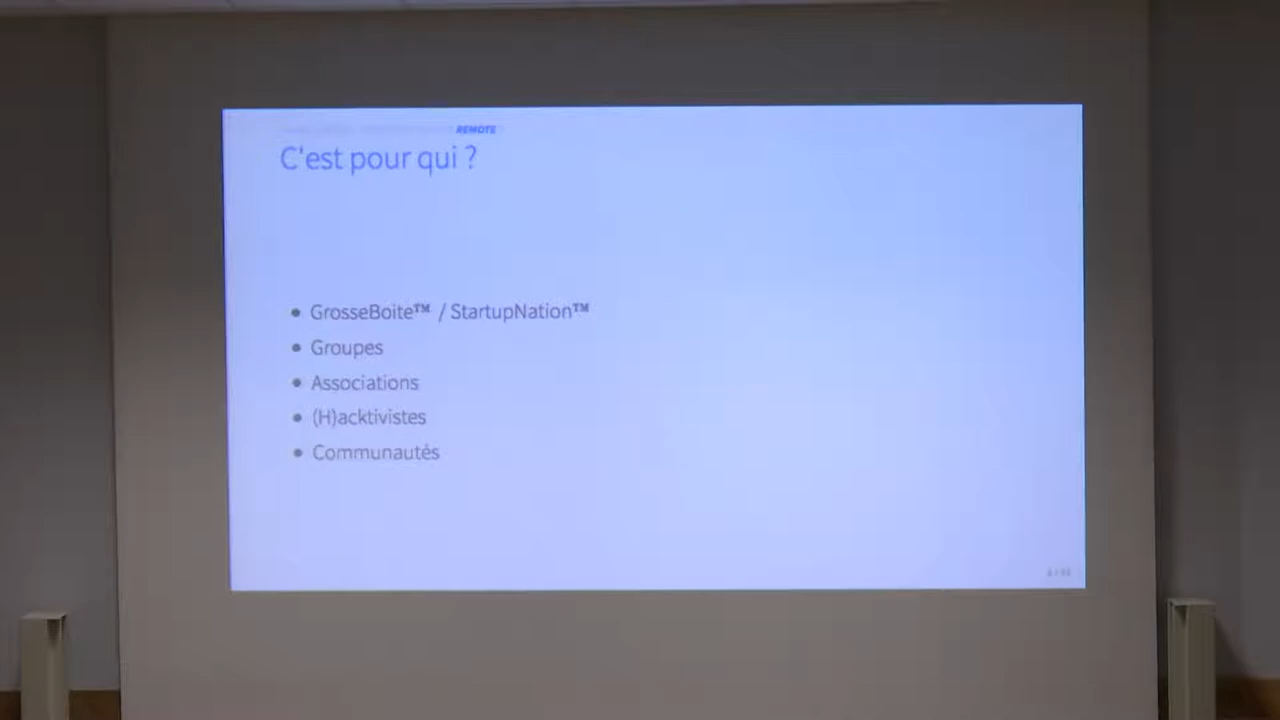 REMOTE
C'est pour qui ?
• GrosseBoite™ / StartupNation™
• Groupes
• Associations
• (H)acktivistes
• Communautés